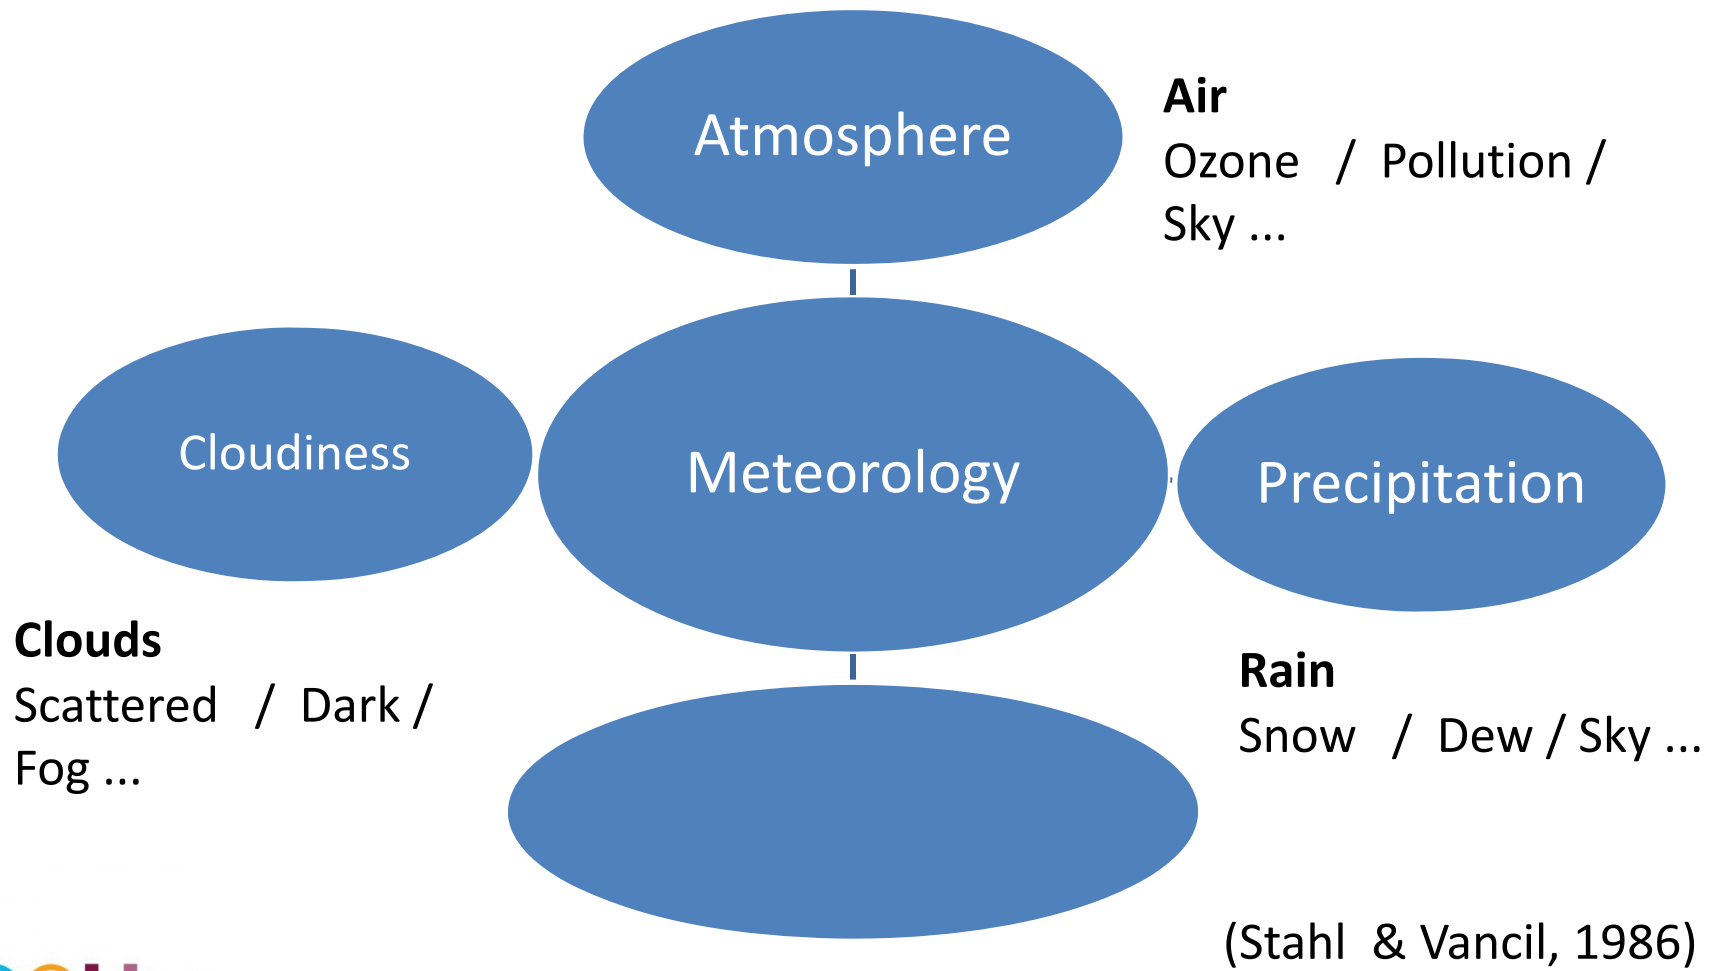 Atmosphere
Air
Ozone / Pollution /
Sky ...
Cloudiness
Meteorology
Precipitation
Clouds
Scattered / Dark /
Fog ...
Rain
Snow / Dew / Sky ...
(Stahl & Vancil, 1986)